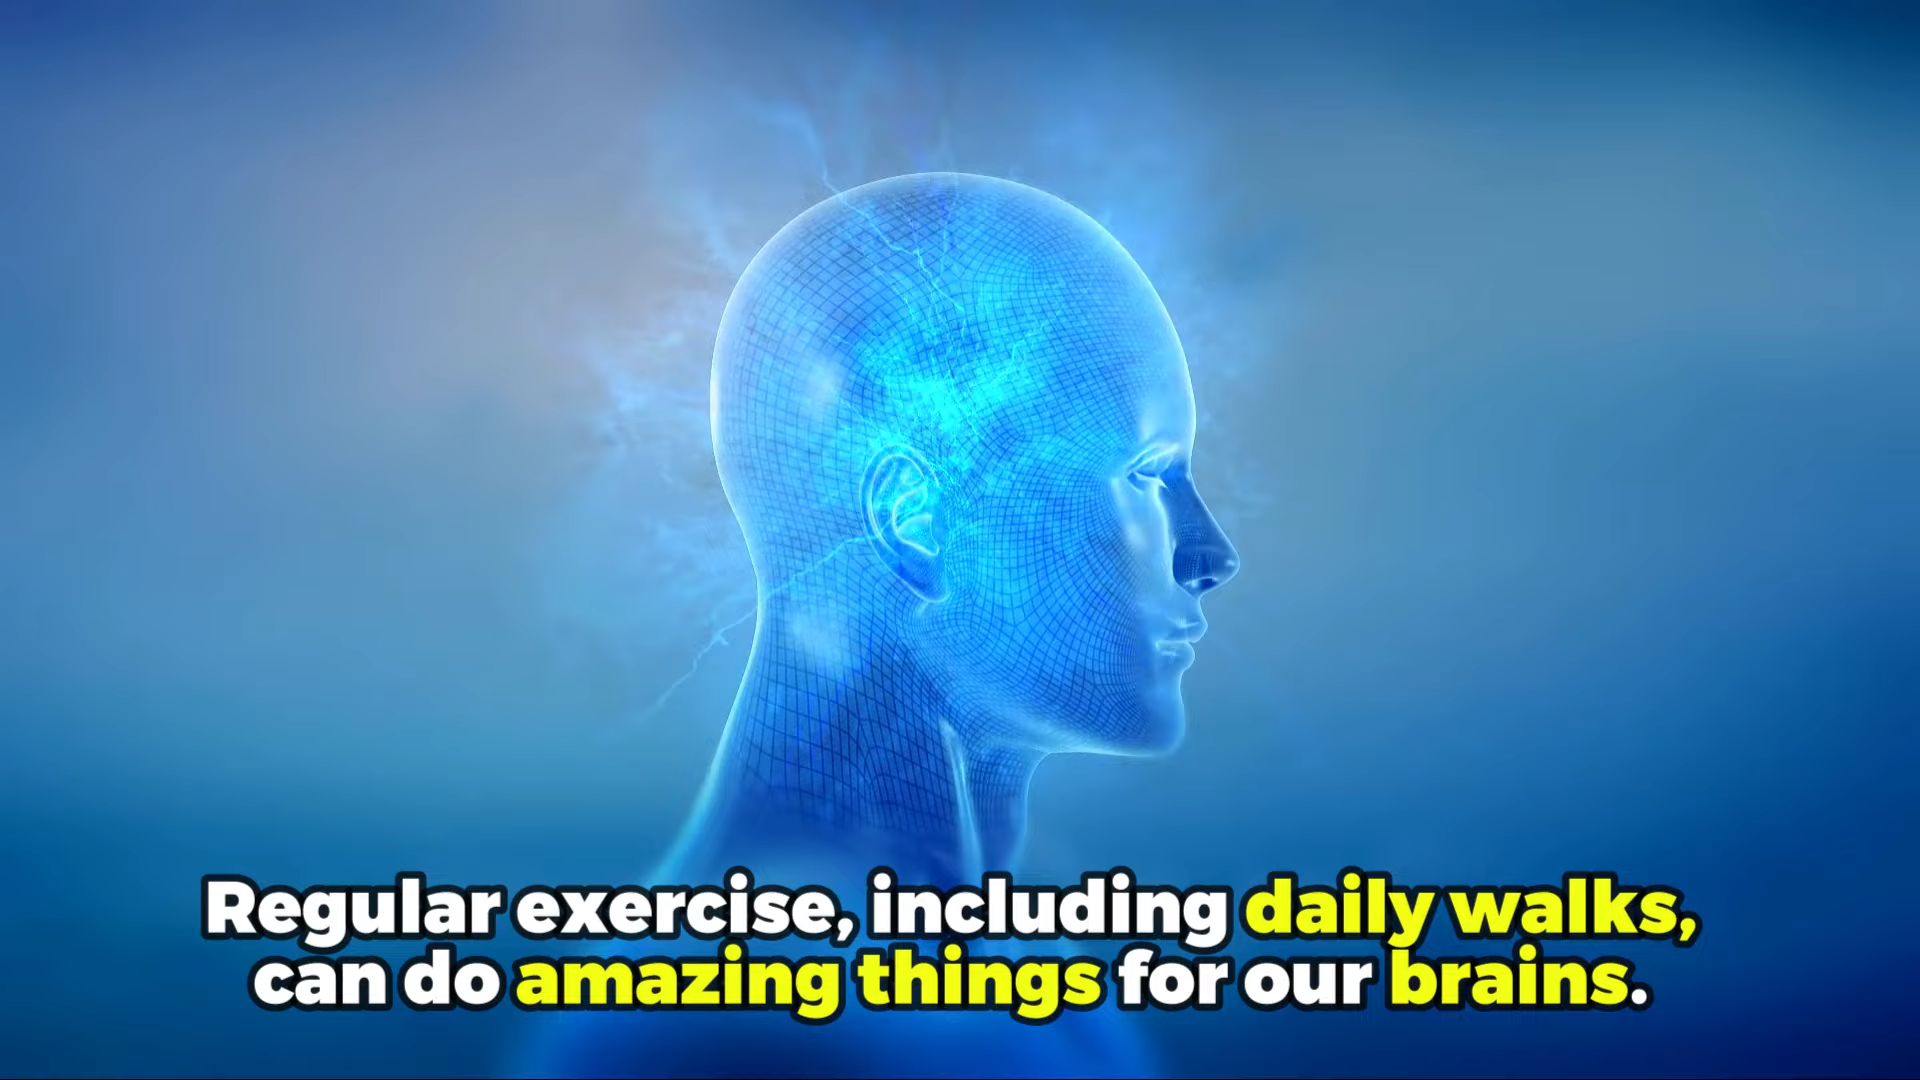 Regular exercise, including daily walks,
can do amazing things for our brains.